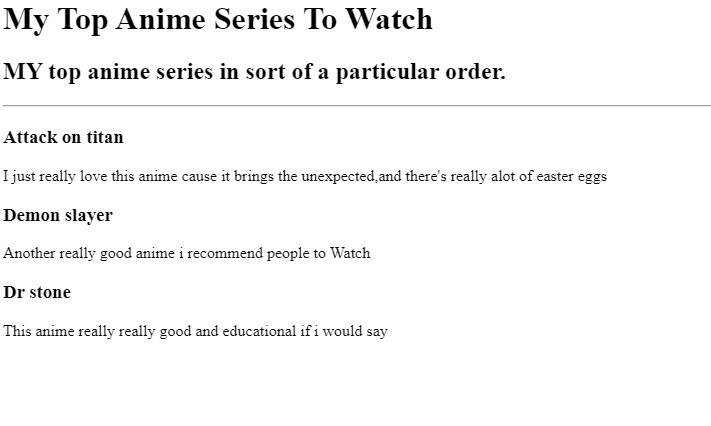 My Top Anime Series To Watch
MY top anime series in sort of a particular order.
Attack on titan
I just really love this anime cause it brings the unexpected,and there's really alot of easter eggs
Demon slayer
Another really good anime i recommend people to Watch
Dr stone
This anime really really good and educational if i would say